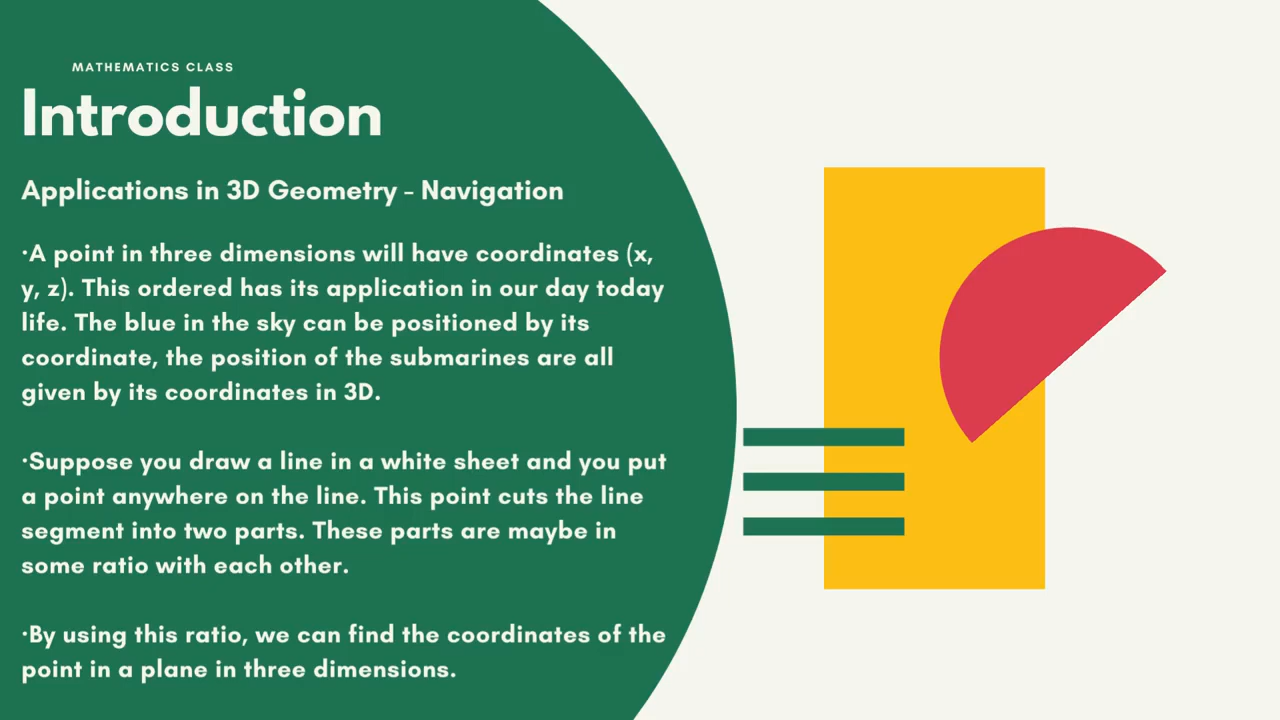 MATHEMATICS CLASS
Introduction
Applications in 3D Geometry - Navigation
·A point in three dimensions will have coordinates (x,
y, z). This ordered has its application in our day today
life. The blue in the sky can be positioned by its
coordinate, the position of the submarines are all
given by its coordinates in 3D.
·Suppose you draw a line in a white sheet and you put
a point anywhere on the line. This point cuts the line
segment into two parts. These parts are maybe in
some ratio with each other.
·By using this ratio, we can find the coordinates of the
point in a plane in three dimensions.